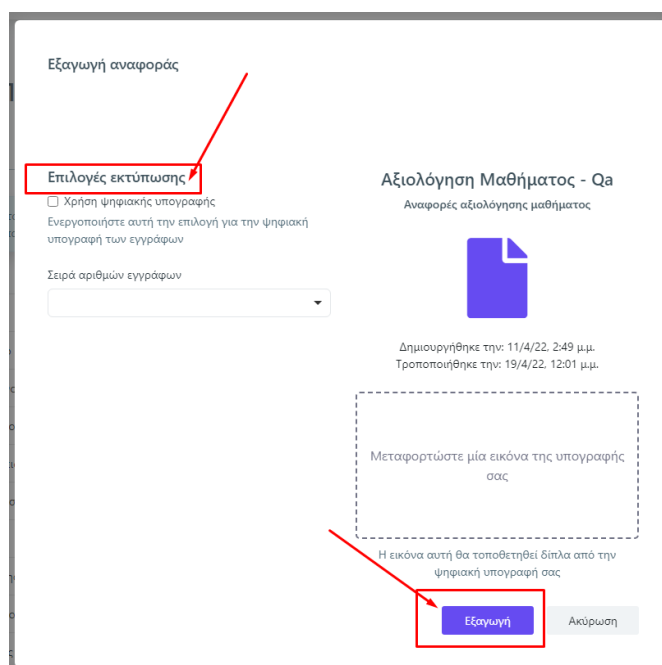 Εξαγωγή αναφοράς
Επιλογές εκτύπωσης
Χρήση ψηφιακής υπογραφής
Ενεργοποιήστε αυτή την επιλογή για την ψηφιακή
υπογραφή των εγγράφων
Σειρά αριθμών εγγράφων
Αξιολόγηση Μαθήματος - Qa
Αναφορές αξιολόγησης μαθήματος
Δημιουργήθηκε την: 11/4/22, 2:49 μ.μ.
Τροποποιήθηκε την: 19/4/22, 12:01 μ.μ.
Μεταφορτώστε μία εικόνα της υπογραφής
σας
Η εικόνα αυτή θα τοποθετηθεί δίπλα από την
ψηφιακή υπογραφή σας
Εξαγωγή
Ακύρωση